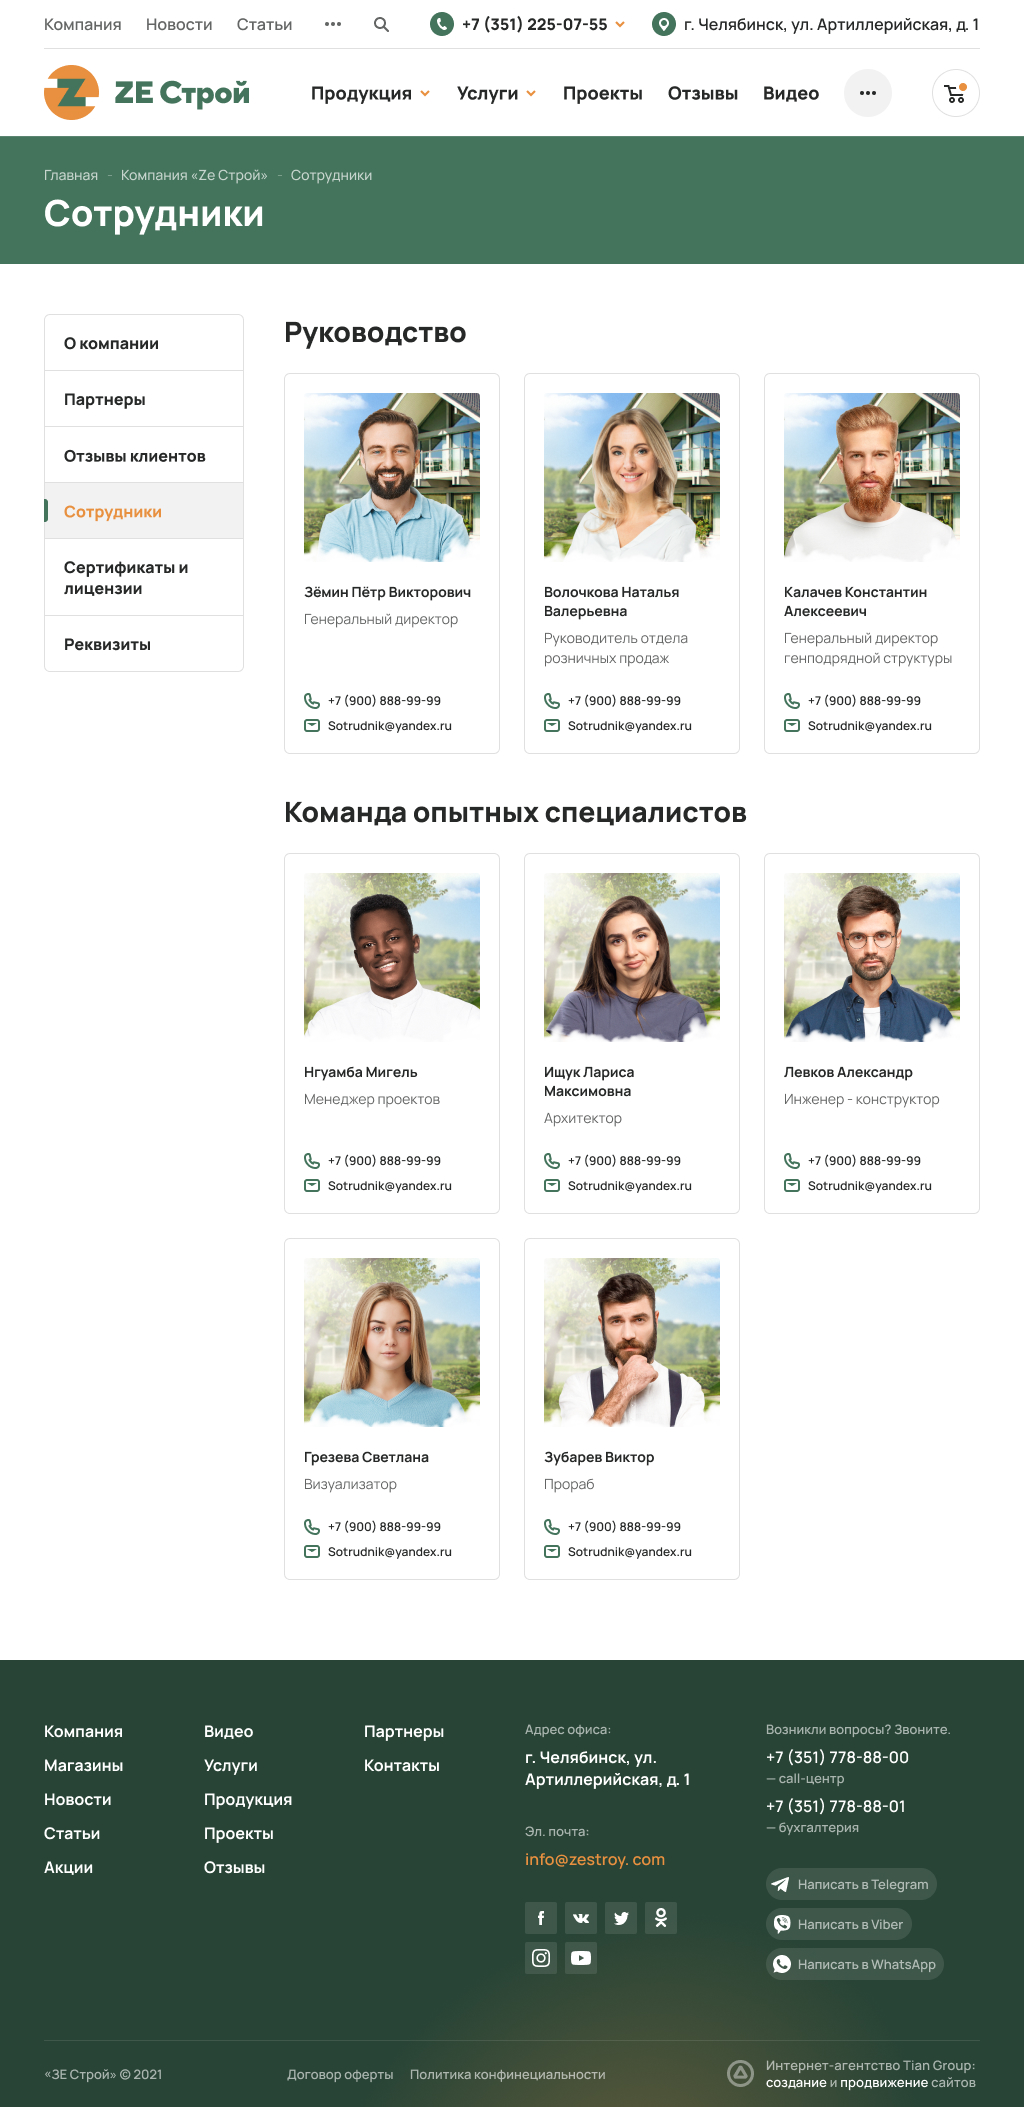 Компания Новости Статьи +7 (351) 225-07-55 г. Челябинск, ул. Артиллерийская, д. 1
ZE Строй Продукция Услуги Проекты Отзывы Видео
Главная - Компания «Ze Строй» - Сотрудники
Сотрудники
О компании
Партнеры
Отзывы клиентов
Сотрудники
Сертификаты и
лицензии
Реквизиты
Руководство
Зёмин Пётр Викторович
Генеральный директор
+7 (900) 888-99-99
Sotrudnik@yandex.ru
Волочкова Наталья
Валерьевна
Руководитель отдела
розничных продаж
+7 (900) 888-99-99
Sotrudnik@yandex.ru
Калачев Константин
Алексеевич
Генеральный директор
генподрядной структуры
+7 (900) 888-99-99
Sotrudnik@yandex.ru
Команда опытных специалистов
Нгуамба Мигель
Менеджер проектов
+7 (900) 888-99-99
Sotrudnik@yandex.ru
Ищук Лариса
Максимовна
Архитектор
+7 (900) 888-99-99
Sotrudnik@yandex.ru
Левков Александр
Инженер - конструктор
+7 (900) 888-99-99
Sotrudnik@yandex.ru
Грезева Светлана
Визуализатор
+7 (900) 888-99-99
Sotrudnik@yandex.ru
Зубарев Виктор
Прораб
+7 (900) 888-99-99
Sotrudnik@yandex.ru
Компания
Магазины
Новости
Статьи
Акции
Видео
Услуги
Продукция
Проекты
Отзывы
Партнеры
Контакты
Адрес офиса:
г. Челябинск, ул.
Артиллерийская, д. 1
Эл. почта:
info@zestroy. com
Возникли вопросы? Звоните.
+7 (351) 778-88-00
— call-центр
+7 (351) 778-88-01
— бухгалтерия
Написать в Telegram
Написать в Viber
Написать в WhatsApp
«ЗЕ Строй» © 2021 Договор оферты Политика конфинециальности
Интернет-агентство Tian Group:
создание и продвижение сайтов